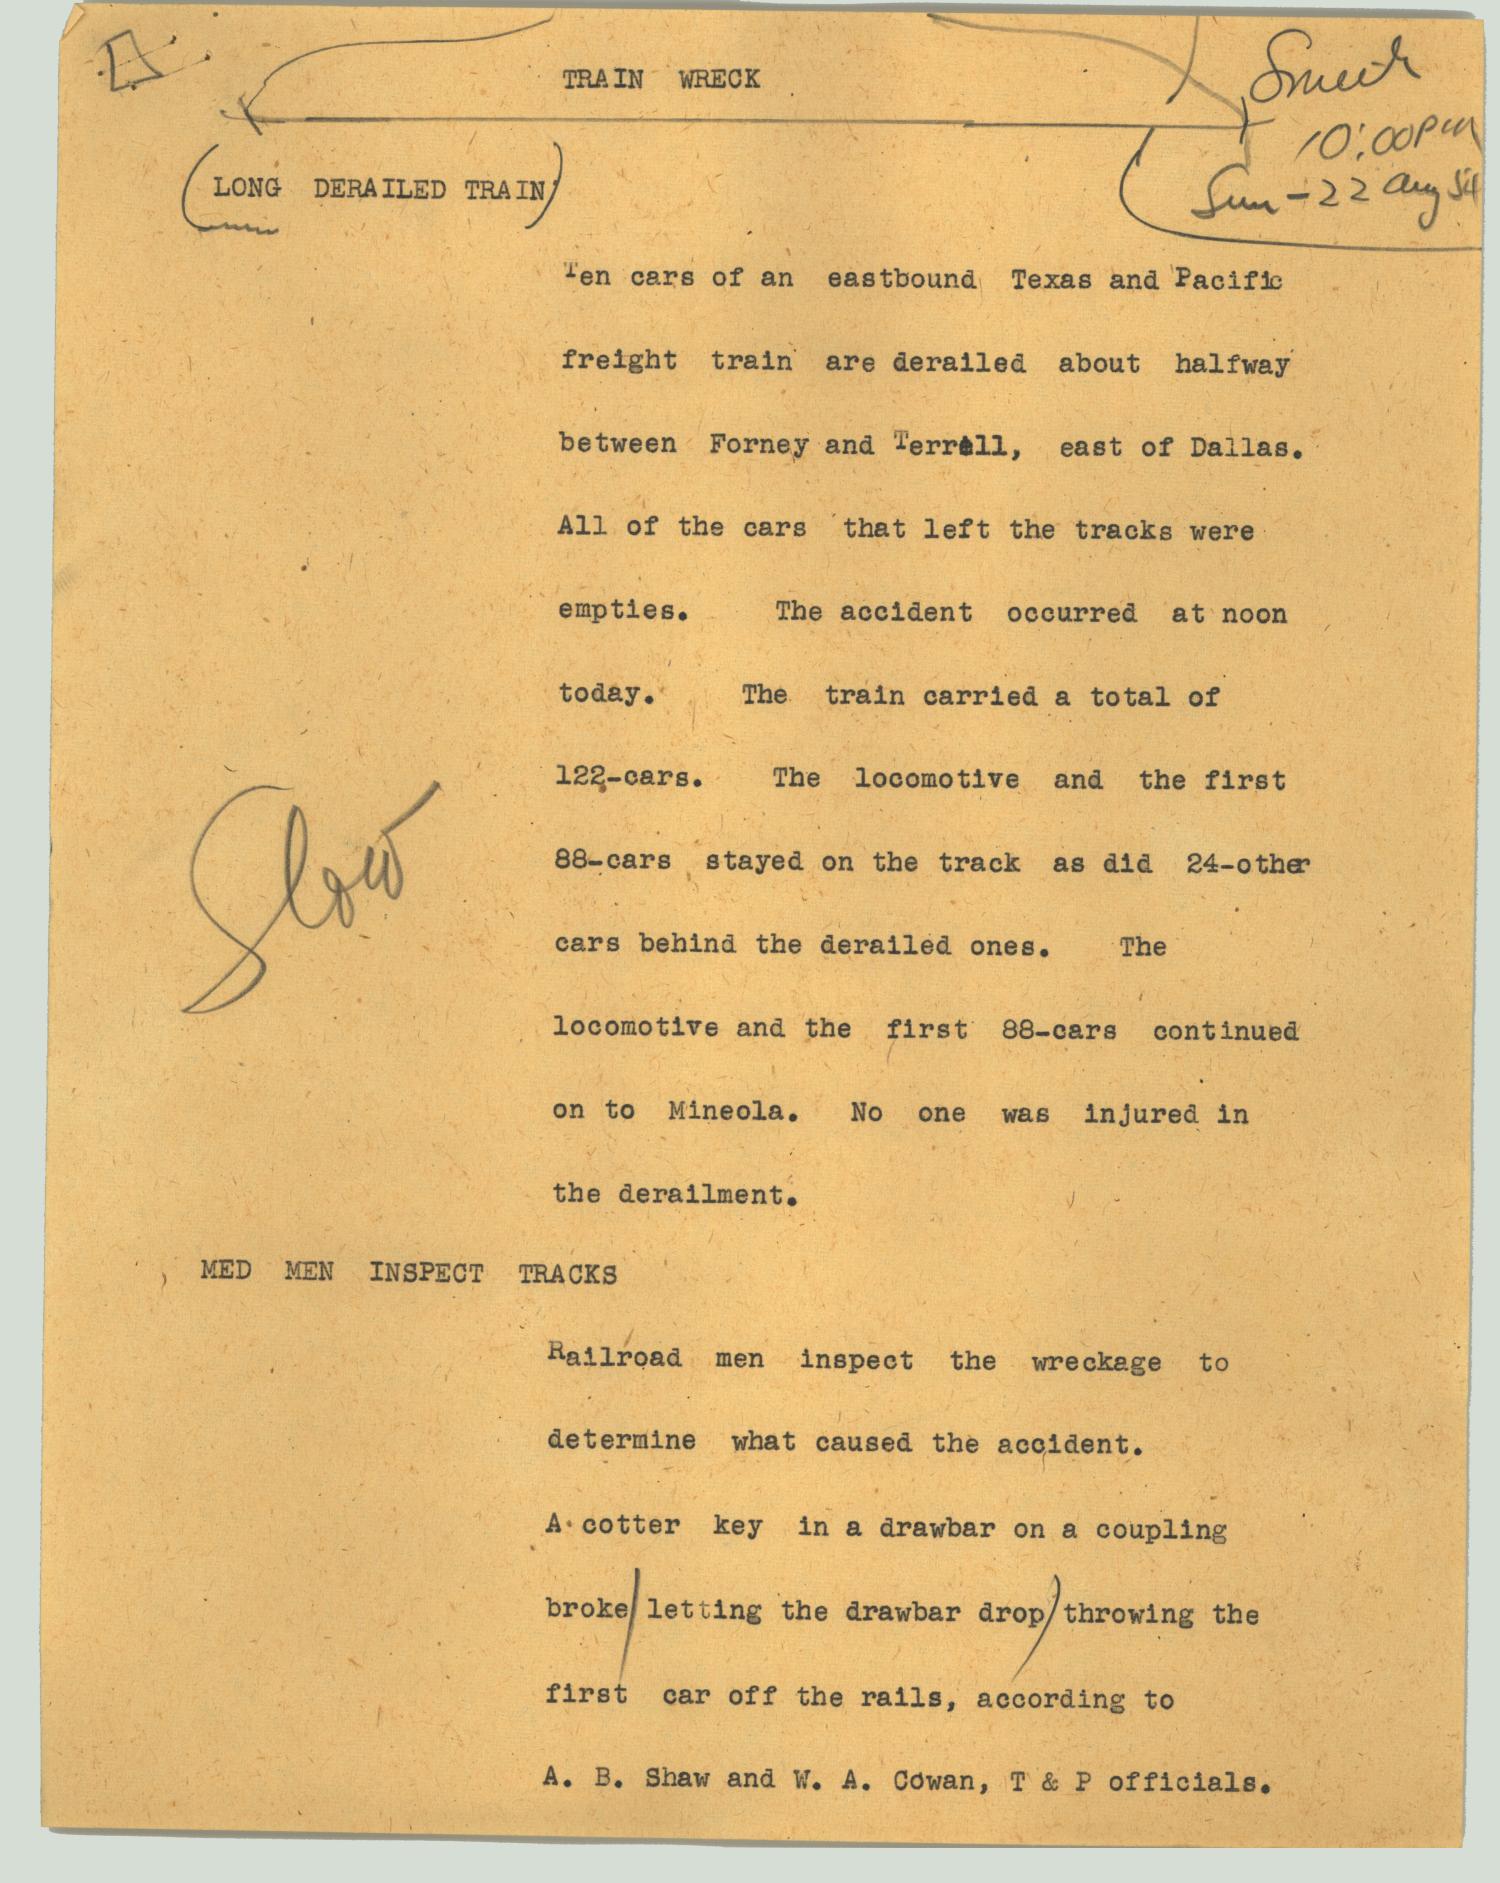 TRAIN WRECK
Smith
10:00 PM
Sun - 22 Aug 54
(LONG DERAILED TRAIN)
Ten cars of an eastbound Texas and Pacific
freight train are derailed about halfway
between Forney and Terrell, east of Dallas.
All of the cars that left the tracks were
empties. The accident occurred at noon
today. The train carried a total of
122-cars. The locomotive and the first
88-cars stayed on the track as did 24-other
cars behind the derailed ones. The
locomotive and the first 88-cars continued
on to Mineola. No one was injured in
the derailment.
Slow
MED MEN INSPECT TRACKS
Railroad men inspect the wreckage to
determine what caused the accident.
A cotter key in a drawbar on a coupling
broke/letting the drawbar drop/throwing the
first car off the rails, according to
A. B. Shaw and W. A. Cowan, T & P officials.